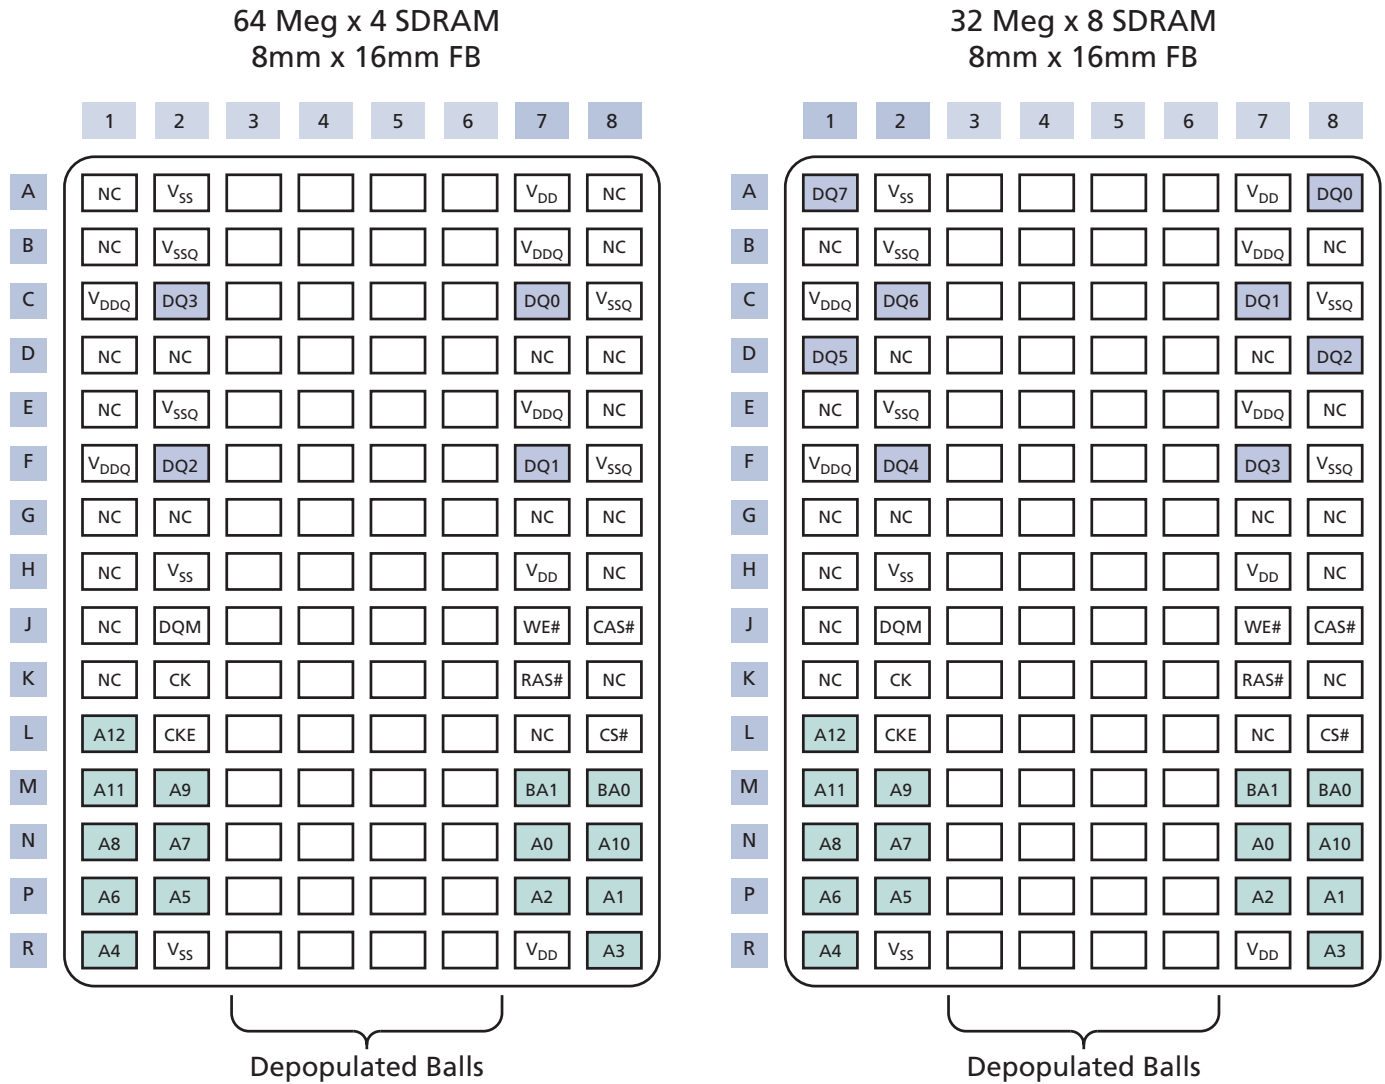 64 Meg x 4 SDRAM
8mm x 16mm FB
1 2 3 4 5 6 7 8
A NC VSS VDD NC
B NC VSSQ VDDQ NC
C VDDQ DQ3 DQ0 VSSQ
D NC NC NC NC
E NC VSSQ VDDQ NC
F VDDQ DQ2 DQ1 VSSQ
G NC NC NC NC
H NC VSS VDD NC
J NC DQM WE# CAS#
K NC CK RAS# NC
L A12 CKE NC CS#
M A11 A9 BA1 BA0
N A8 A7 A0 A10
P A6 A5 A2 A1
R A4 VSS VDD A3
Depopulated Balls
32 Meg x 8 SDRAM
8mm x 16mm FB
1 2 3 4 5 6 7 8
A DQ7 VSS VDD DQ0
B NC VSSQ VDDQ NC
C VDDQ DQ6 DQ1 VSSQ
D DQ5 NC NC DQ2
E NC VSSQ VDDQ NC
F VDDQ DQ4 DQ3 VSSQ
G NC NC NC NC
H NC VSS VDD NC
J NC DQM WE# CAS#
K NC CK RAS# NC
L A12 CKE NC CS#
M A11 A9 BA1 BA0
N A8 A7 A0 A10
P A6 A5 A2 A1
R A4 VSS VDD A3
Depopulated Balls